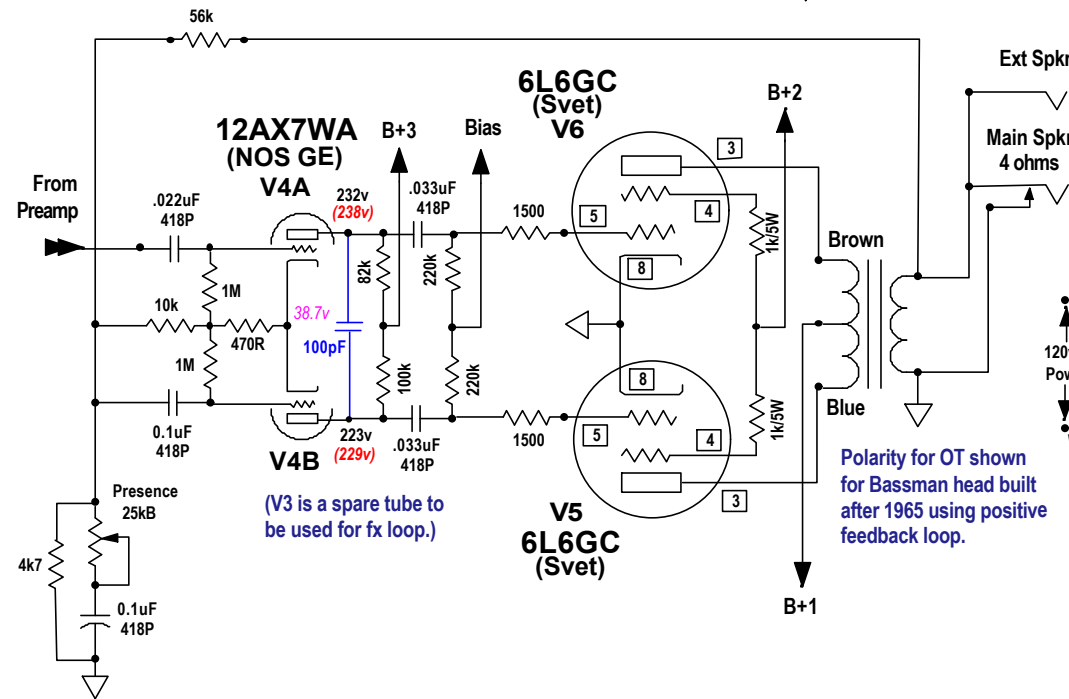 56k
Ext Spkr
6L6GC
(Svet)
V6
B+2
12AX7WA
(NOS GE)
V4A
B+3
Bias
3
Main Spkr
4 ohms
From
Preamp
.022uF
418P
232v
(238v)
.033uF
418P
1500
5
4
1k/5W
Brown
82k
220k
8
1M
10k
38.7v
470R
100pF
1M
100k
220k
8
120
Pow
Blue
0.1uF
418P
V4B
223v
(229v)
.033uF
418P
1500
5
4
1k/5W
3
Presence
25kB
(V3 is a spare tube to
be used for fx loop.)
V5
6L6GC
(Svet)
Polarity for OT shown
for Bassman head built
after 1965 using positive
feedback loop.
4k7
0.1uF
418P
B+1